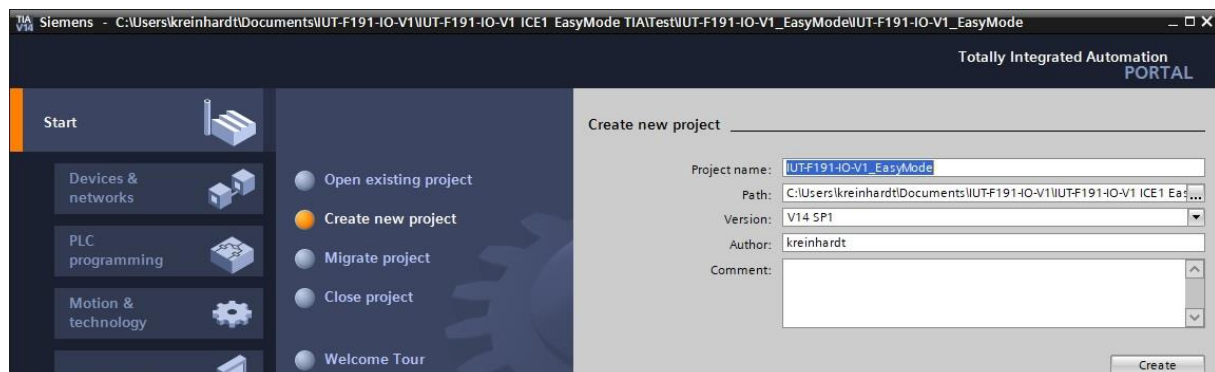 TIA V14 Siemens - C:\Users\kreinhardt\Documents\IUT-F191-IO-V1\IUT-F191-IO-V1 ICE1 EasyMode TIA\Test\IUT-F191-IO-V1_EasyMode\IUT-F191-IO-V1_EasyMode
Totally Integrated Automation
PORTAL
Start
Devices &
networks
PLC
programming
Motion &
technology
Open existing project
Create new project
Migrate project
Close project
Welcome Tour
Create new project
Project name: IUT-F191-IO-V1_EasyMode
Path: C:\Users\kreinhardt\Documents\IUT-F191-IO-V1\IUT-F191-IO-V1 ICE1 Eas...
Version: V14 SP1
Author: kreinhardt
Comment:
Create